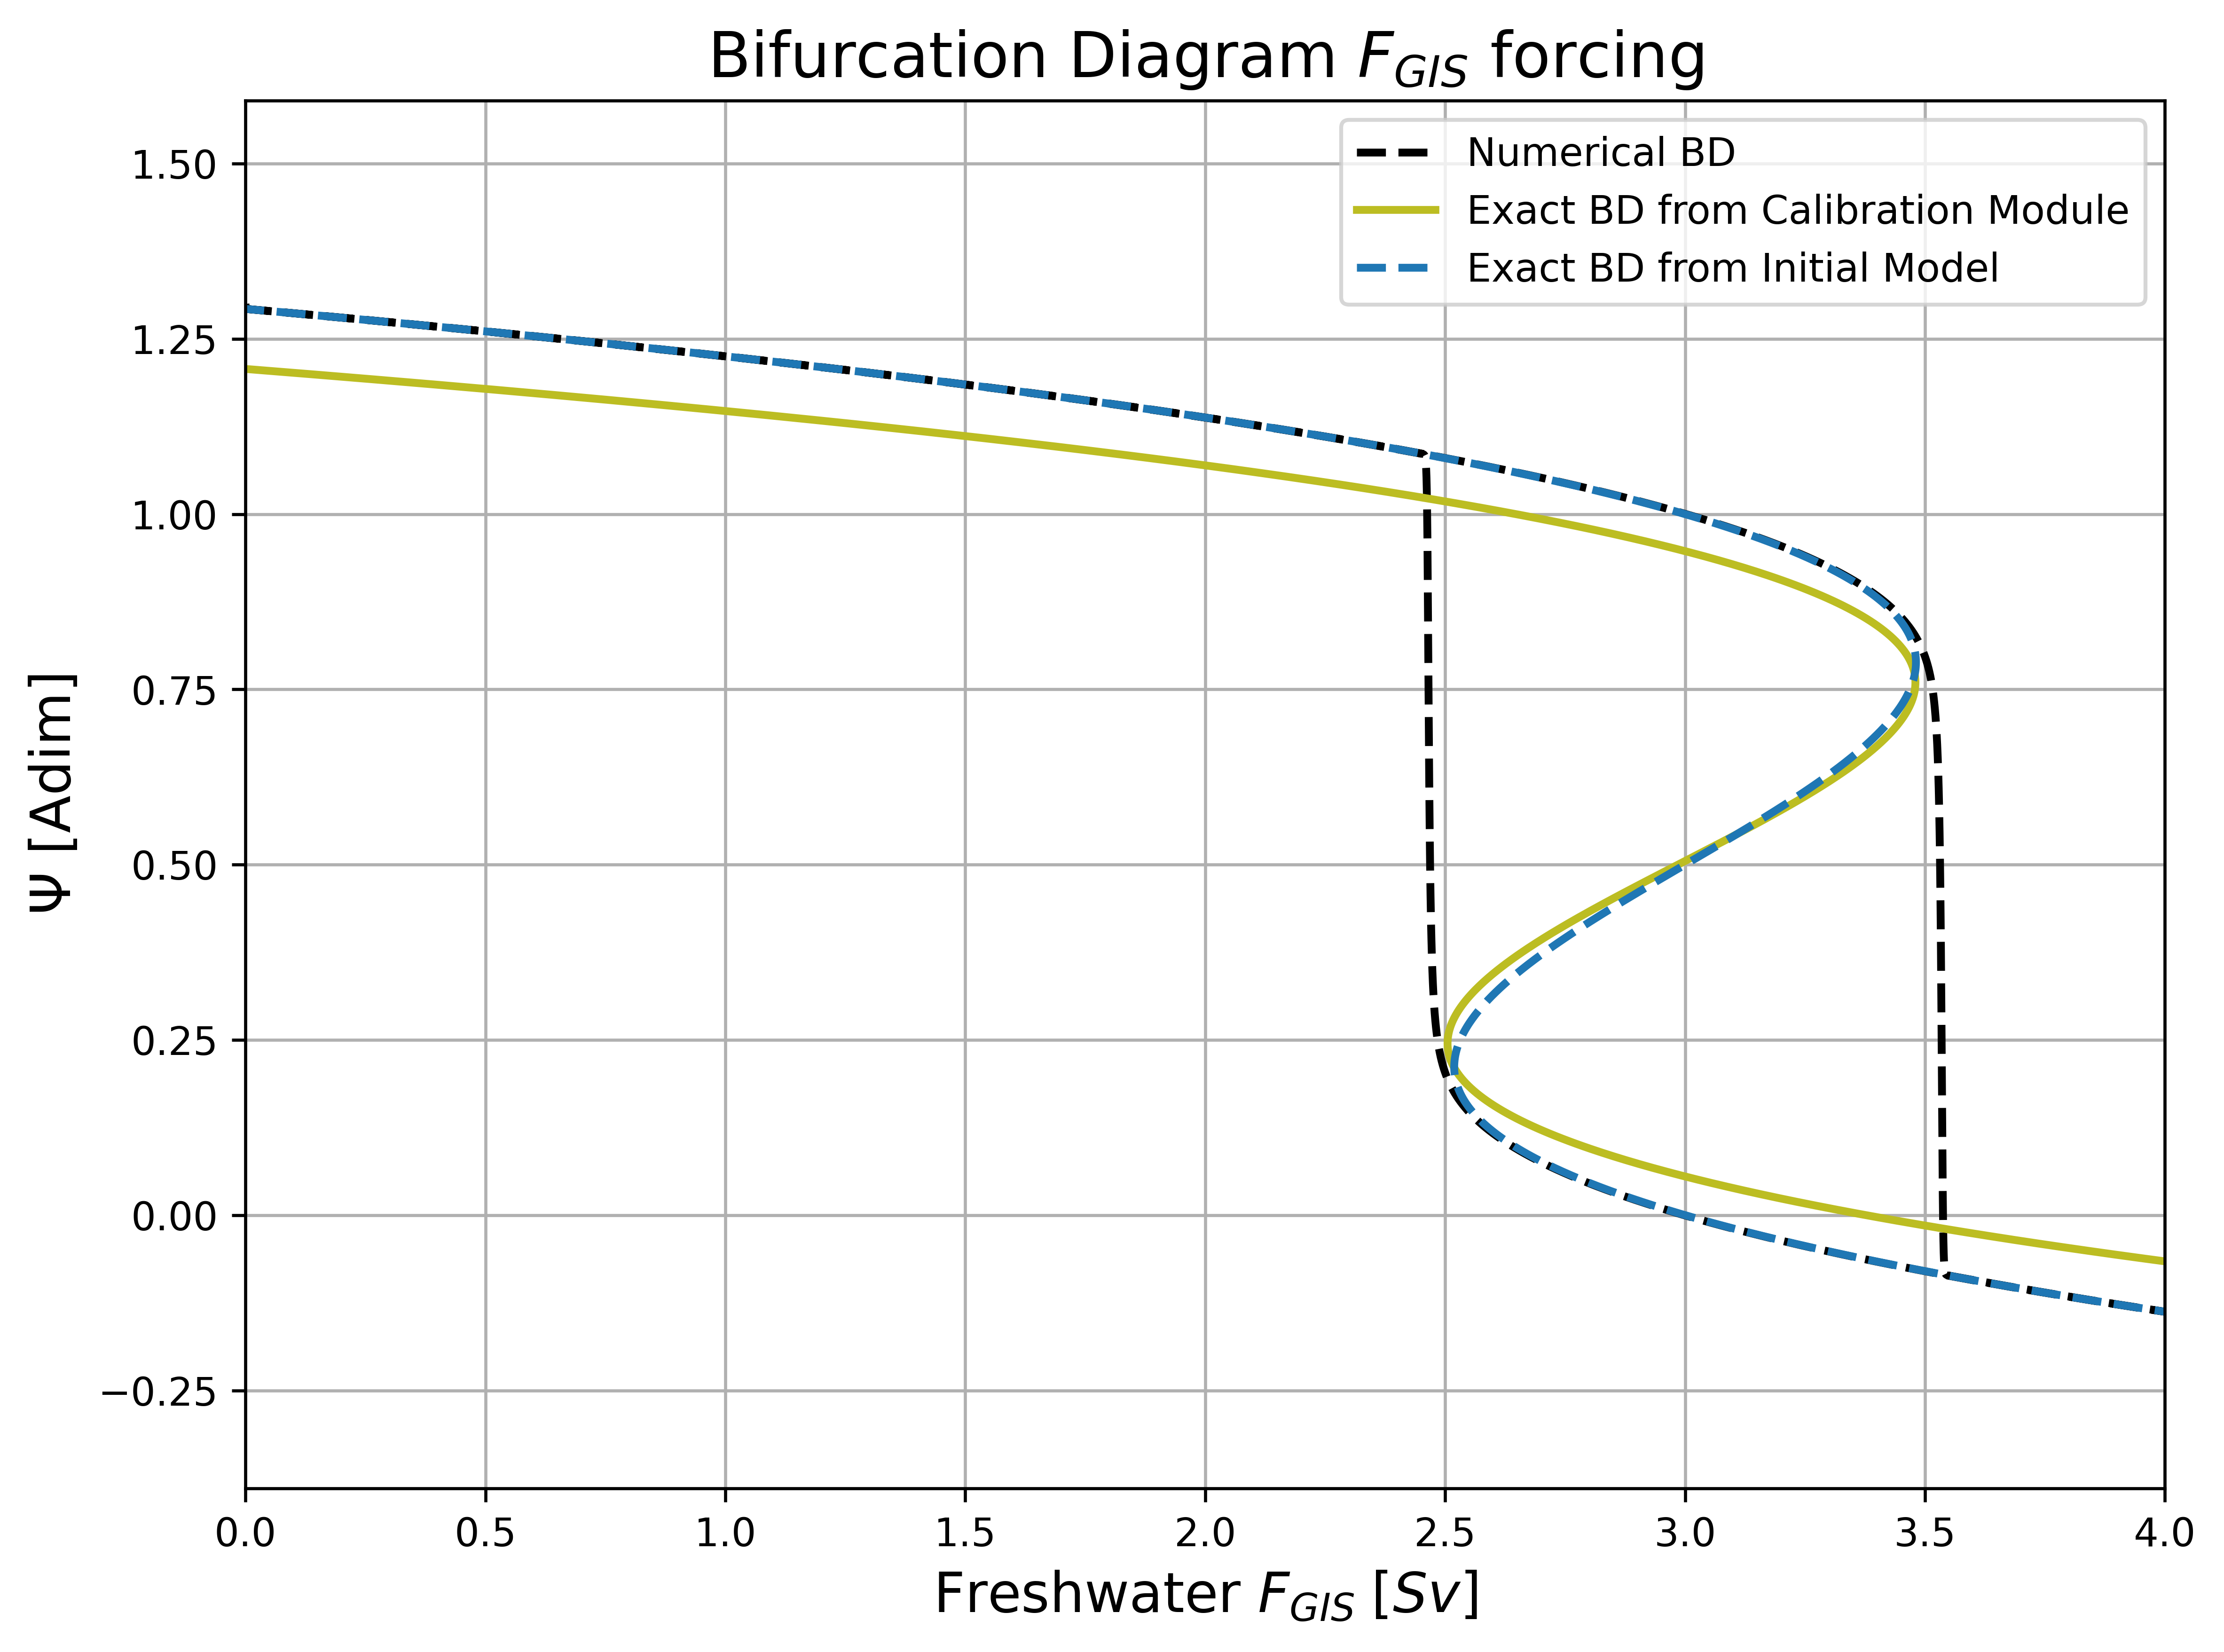 Bifurcation Diagram F_GIS forcing
Numerical BD
Exact BD from Calibration Module
Exact BD from Initial Model
Ψ [Adim]
1.50
1.25
1.00
0.75
0.50
0.25
0.00
−0.25
0.0 0.5 1.0 1.5 2.0 2.5 3.0 3.5 4.0
Freshwater F_GIS [Sv]